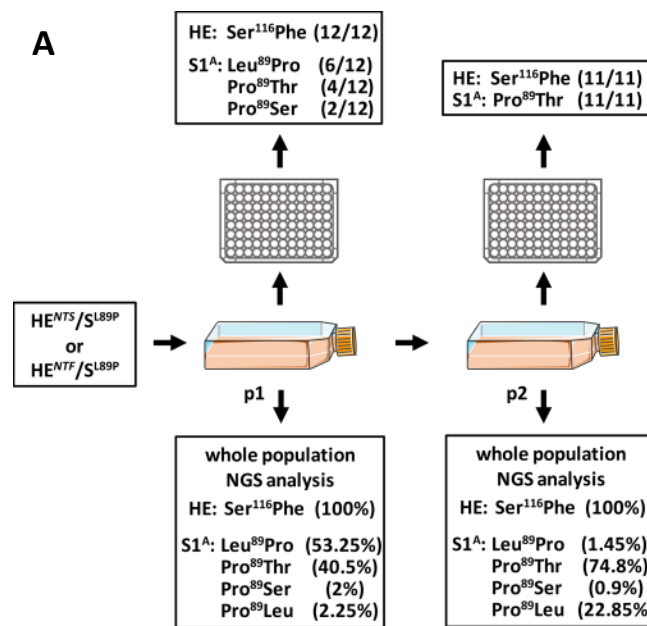 A
HE: Ser¹¹⁶Phe (12/12)
S1ᴬ: Leu⁸⁹Pro (6/12)
Pro⁸⁹Thr (4/12)
Pro⁸⁹Ser (2/12)
HE: Ser¹¹⁶Phe (11/11)
S1ᴬ: Pro⁸⁹Thr (11/11)
HEᴺᵀˢ/Sᴸ⁸⁹ᴾ
or
HEᴺᵀF/Sᴸ⁸⁹ᴾ
p1
p2
whole population
NGS analysis
HE: Ser¹¹⁶Phe (100%)
S1ᴬ: Leu⁸⁹Pro (53.25%)
Pro⁸⁹Thr (40.5%)
Pro⁸⁹Ser (2%)
Pro⁸⁹Leu (2.25%)
whole population
NGS analysis
HE: Ser¹¹⁶Phe (100%)
S1ᴬ: Leu⁸⁹Pro (1.45%)
Pro⁸⁹Thr (74.8%)
Pro⁸⁹Ser (0.9%)
Pro⁸⁹Leu (22.85%)